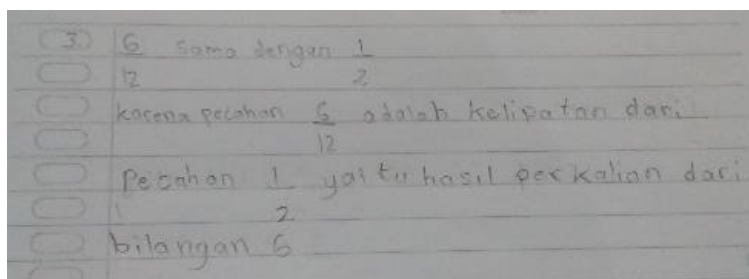 3. 6/12 sama dengan 1/2
karena pecahan 6/12 adalah kelipatan dari
Pecahan 1/2 yaitu hasil perkalian dari
bilangan 6